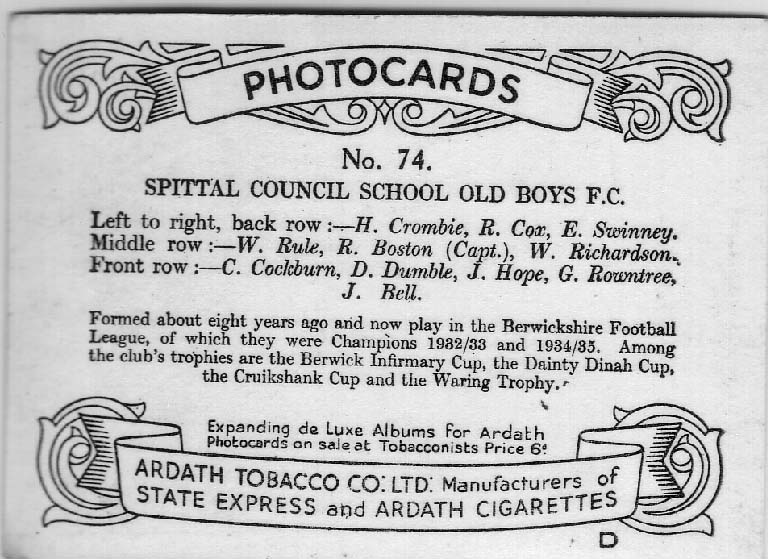 PHOTOCARDS
No. 74.
SPITTAL COUNCIL SCHOOL OLD BOYS F.C.
Left to right, back row :—H. Crombie, R. Cox, E. Swinney.
Middle row :—W. Rule, R. Boston (Capt.), W. Richardson.
Front row :—C. Cockburn, D. Dumble, J. Hope, G. Rowntree,
J. Bell.
Formed about eight years ago and now play in the Berwickshire Football
League, of which they were Champions 1932/33 and 1934/35. Among
the club's trophies are the Berwick Infirmary Cup, the Dainty Dinah Cup,
the Cruikshank Cup and the Waring Trophy.
Expanding de Luxe Albums for Ardath
Photocards on sale at Tobacconists Price 6ᵈ
ARDATH TOBACCO CO. LTD. Manufacturers of
STATE EXPRESS and ARDATH CIGARETTES
D